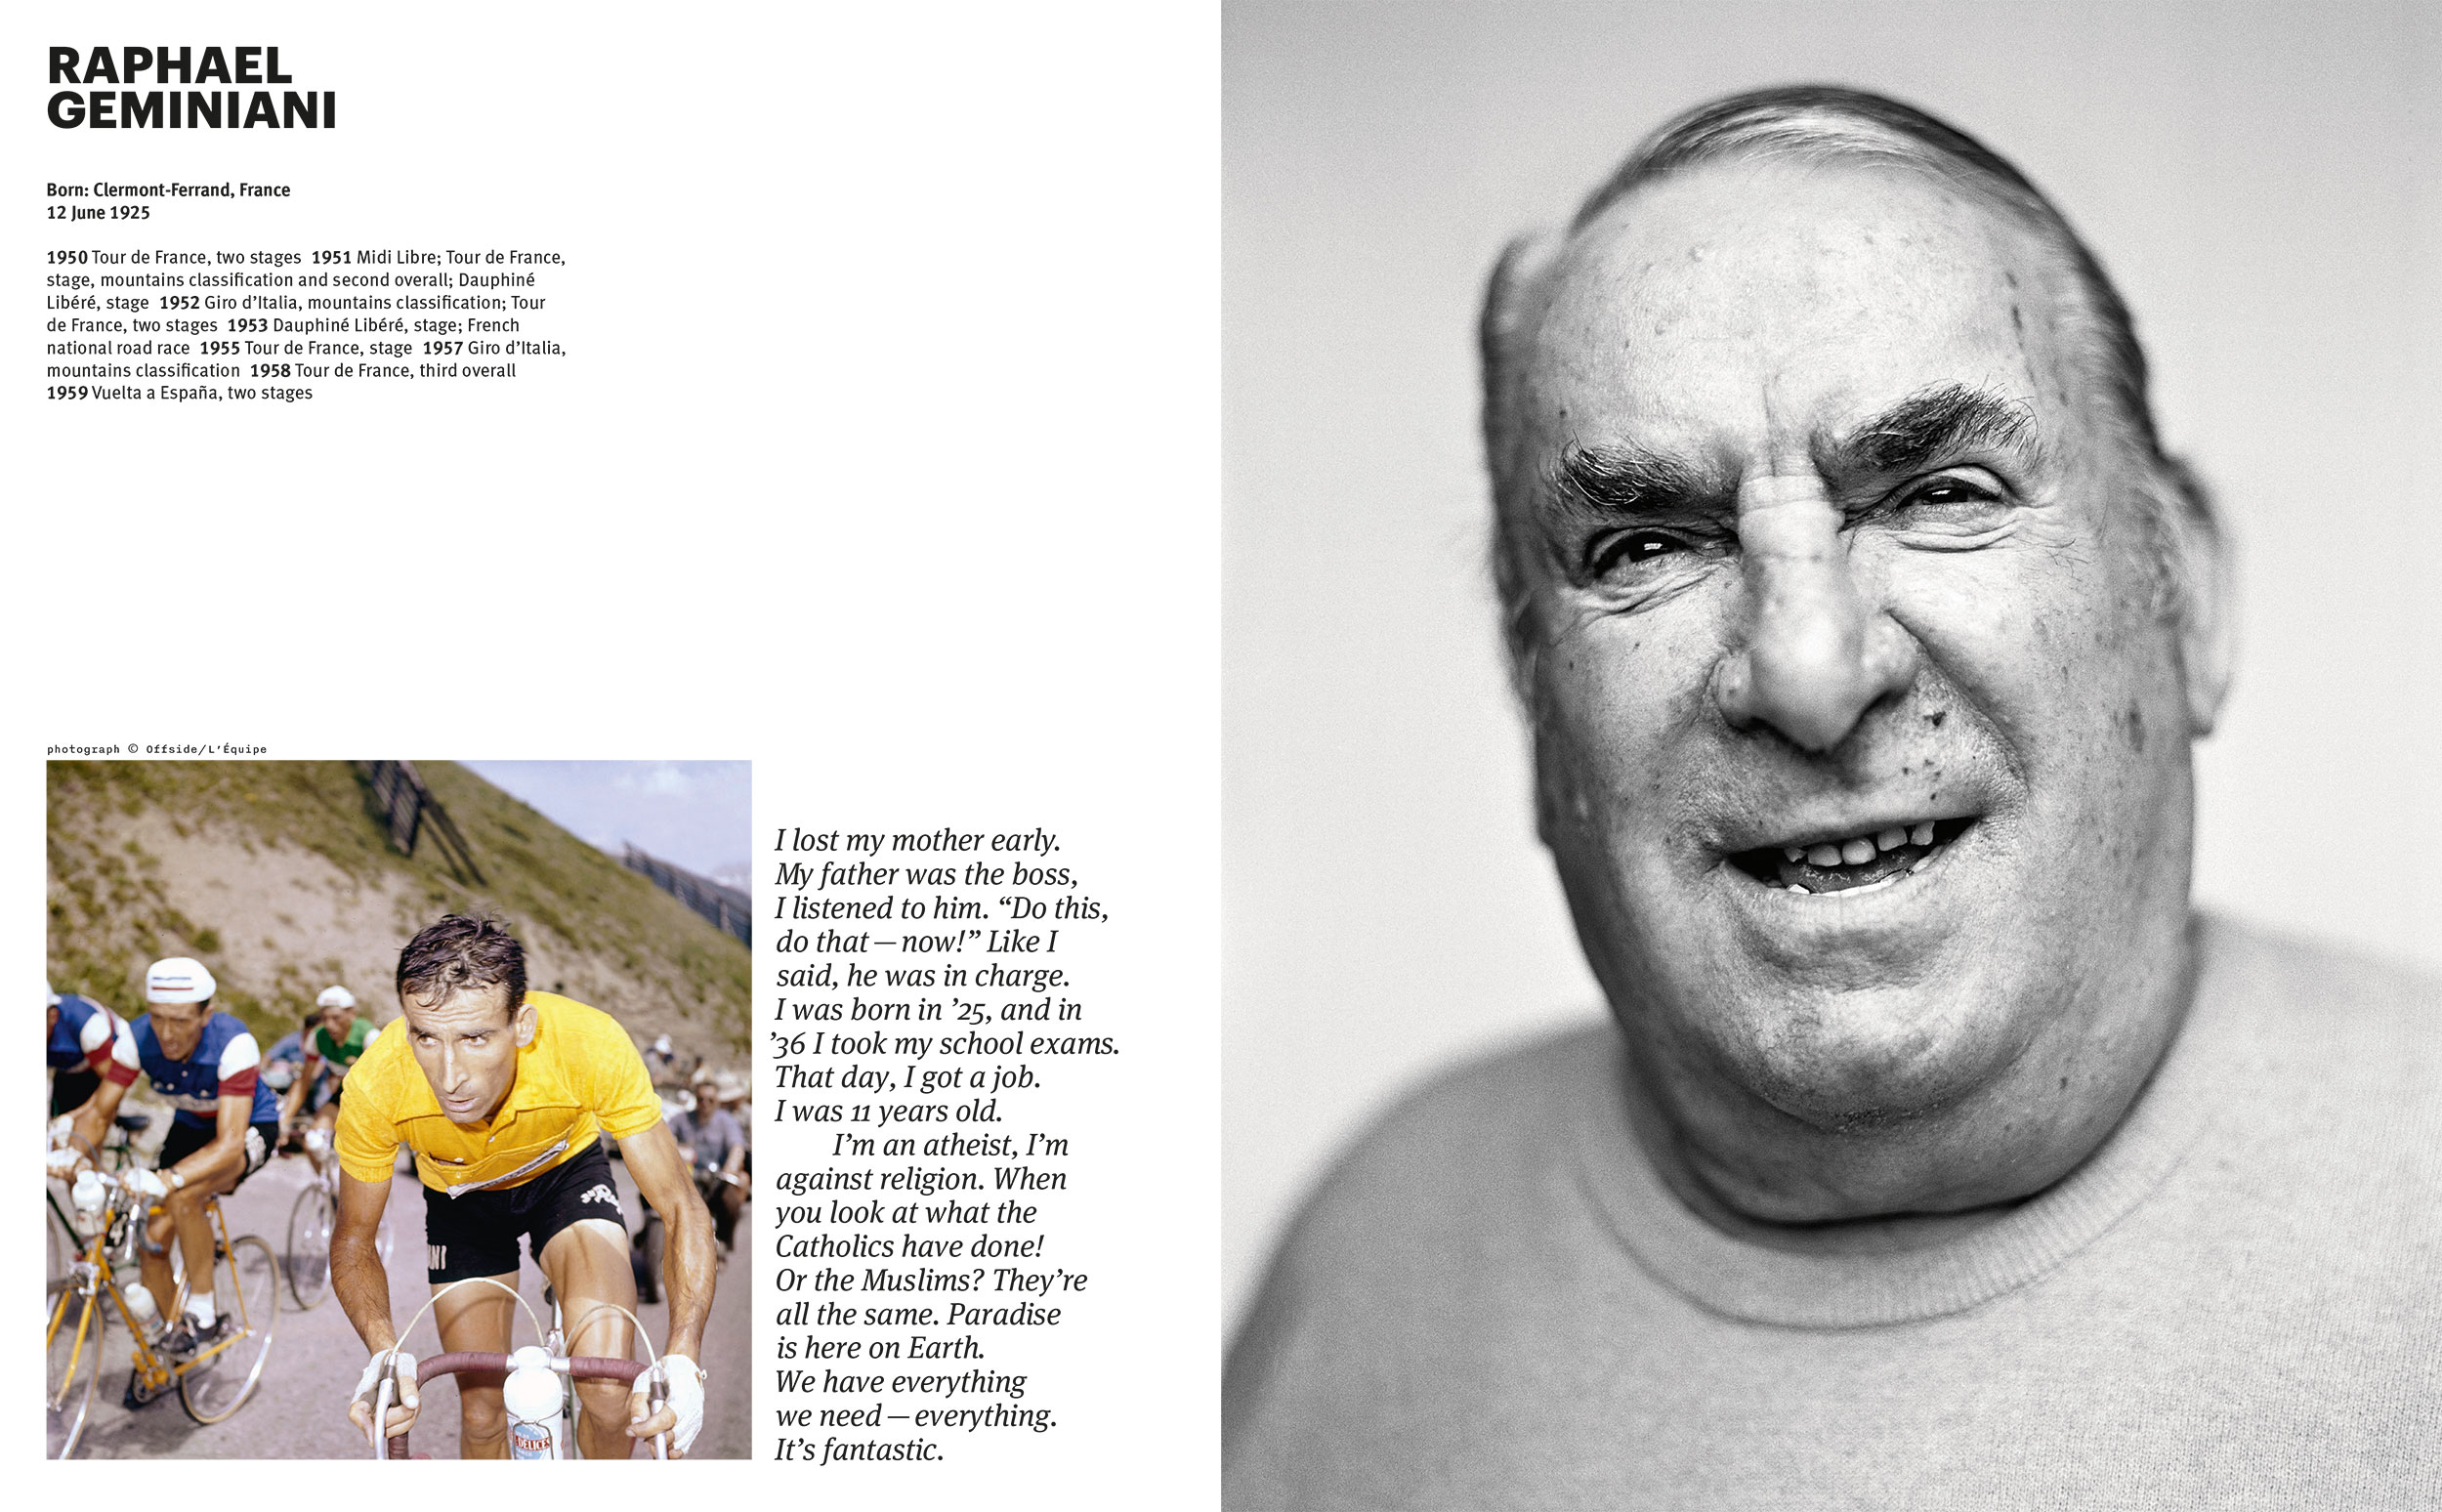 RAPHAEL
GEMINIANI
Born: Clermont-Ferrand, France
12 June 1925
1950 Tour de France, two stages 1951 Midi Libre; Tour de France,
stage, mountains classification and second overall; Dauphiné
Libéré, stage 1952 Giro d’Italia, mountains classification; Tour
de France, two stages 1953 Dauphiné Libéré, stage; French
national road race 1955 Tour de France, stage 1957 Giro d’Italia,
mountains classification 1958 Tour de France, third overall
1959 Vuelta a España, two stages
photograph © Offside/L’Équipe
I lost my mother early.
My father was the boss,
I listened to him. “Do this,
do that — now!” Like I
said, he was in charge.
I was born in ’25, and in
’36 I took my school exams.
That day, I got a job.
I was 11 years old.
I’m an atheist, I’m
against religion. When
you look at what the
Catholics have done!
Or the Muslims? They’re
all the same. Paradise
is here on Earth.
We have everything
we need — everything.
It’s fantastic.